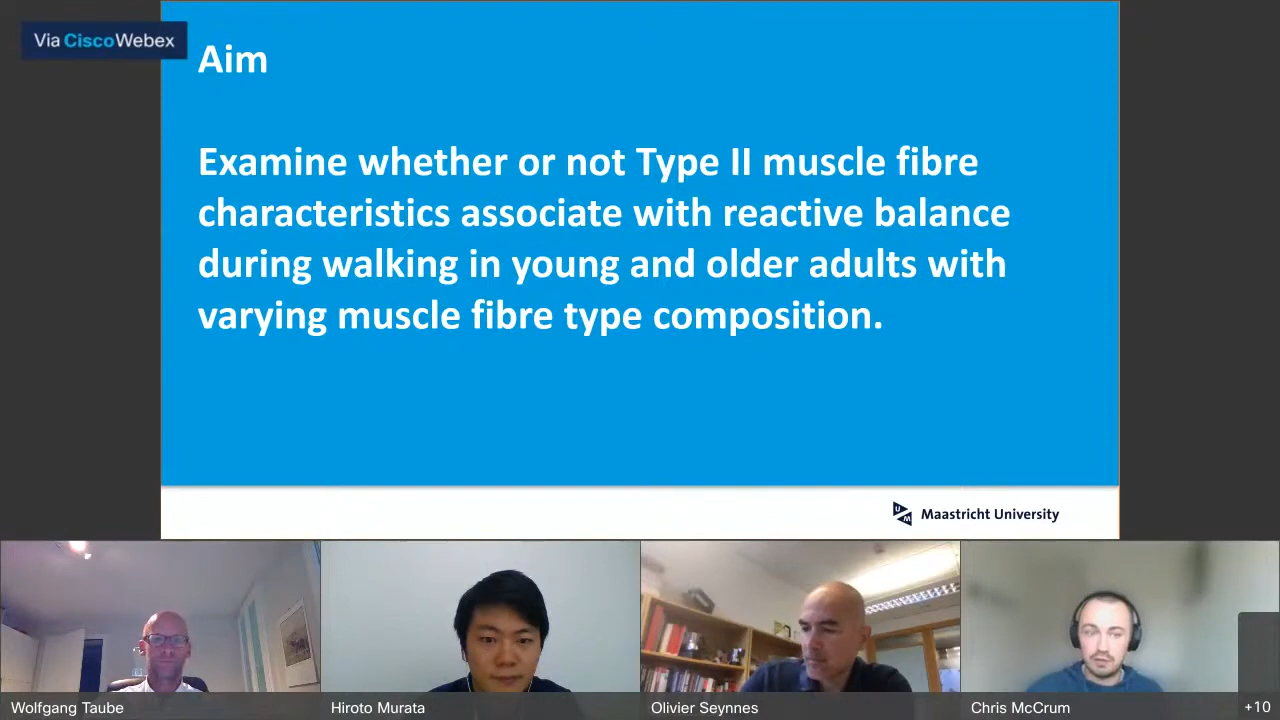 Via CiscoWebex
Aim
Examine whether or not Type II muscle fibre
characteristics associate with reactive balance
during walking in young and older adults with
varying muscle fibre type composition.
UM
Maastricht University
Wolfgang Taube
Hiroto Murata
Olivier Seynnes
Chris McCrum
+10